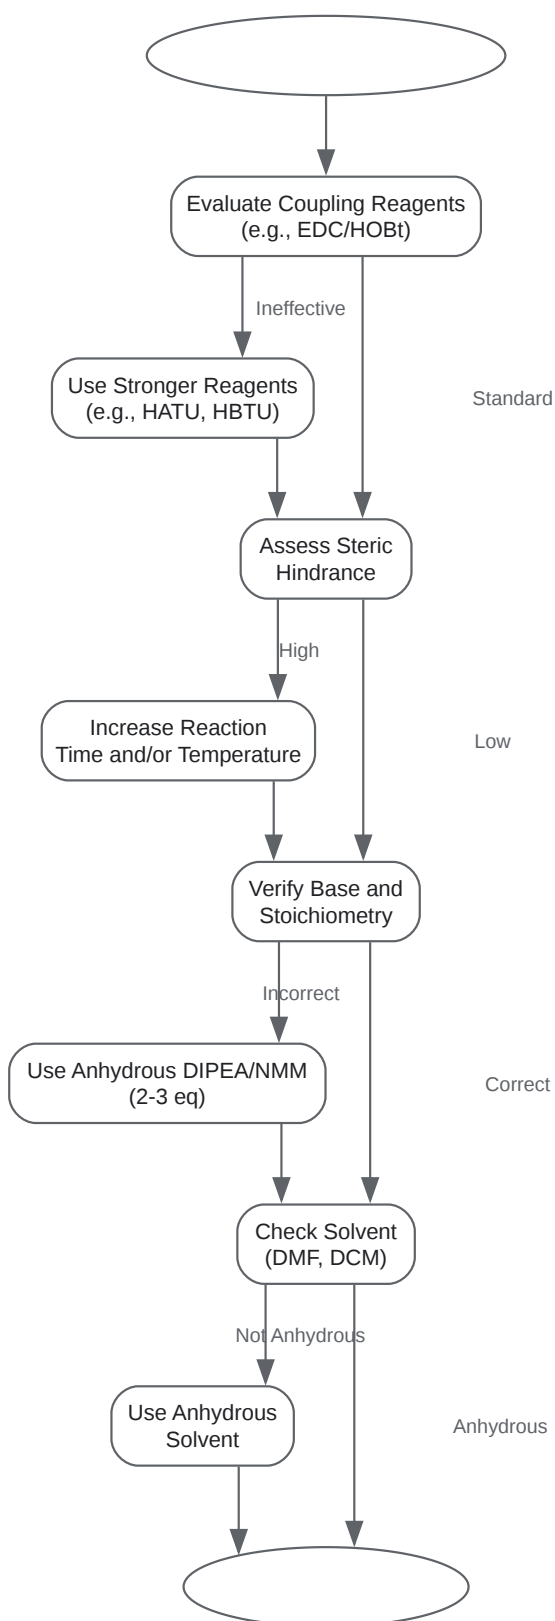 Evaluate Coupling Reagents
(e.g., EDC/HOBt)
Ineffective
Use Stronger Reagents
(e.g., HATU, HBTU)
Standard
Assess Steric
Hindrance
High
Increase Reaction
Time and/or Temperature
Low
Verify Base and
Stoichiometry
Incorrect
Use Anhydrous DIPEA/NMM
(2-3 eq)
Correct
Check Solvent
(DMF, DCM)
Not Anhydrous
Use Anhydrous
Solvent
Anhydrous